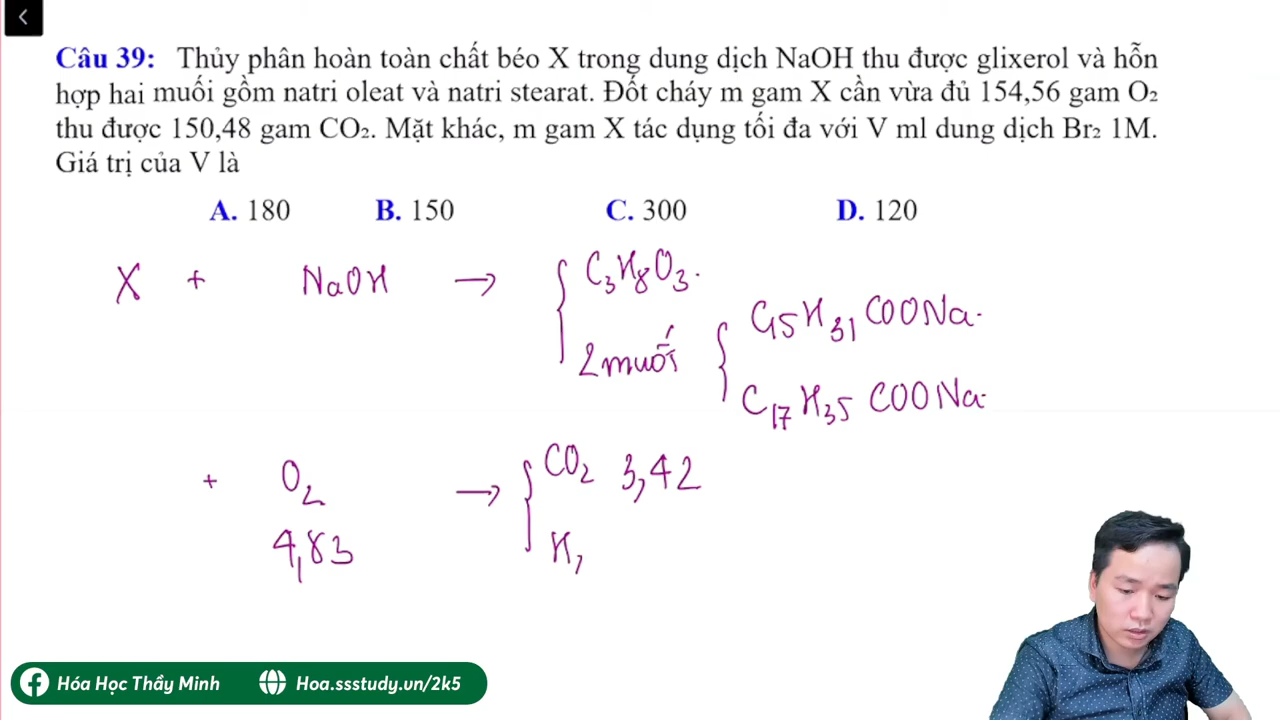 Câu 39: Thủy phân hoàn toàn chất béo X trong dung dịch NaOH thu được glixerol và hỗn
hợp hai muối gồm natri oleat và natri stearat. Đốt cháy m gam X cần vừa đủ 154,56 gam O₂
thu được 150,48 gam CO₂. Mặt khác, m gam X tác dụng tối đa với V ml dung dịch Br₂ 1M.
Giá trị của V là
A. 180 B. 150 C. 300 D. 120
X + NaOH → { C₃H₈O₃.
2 muối { C₁₅H₃₁COONa.
C₁₇H₃₅COONa.
+ O₂ → { CO₂ 3,42
4,83 H,
Hóa Học Thầy Minh Hoa.ssstudy.vn/2k5